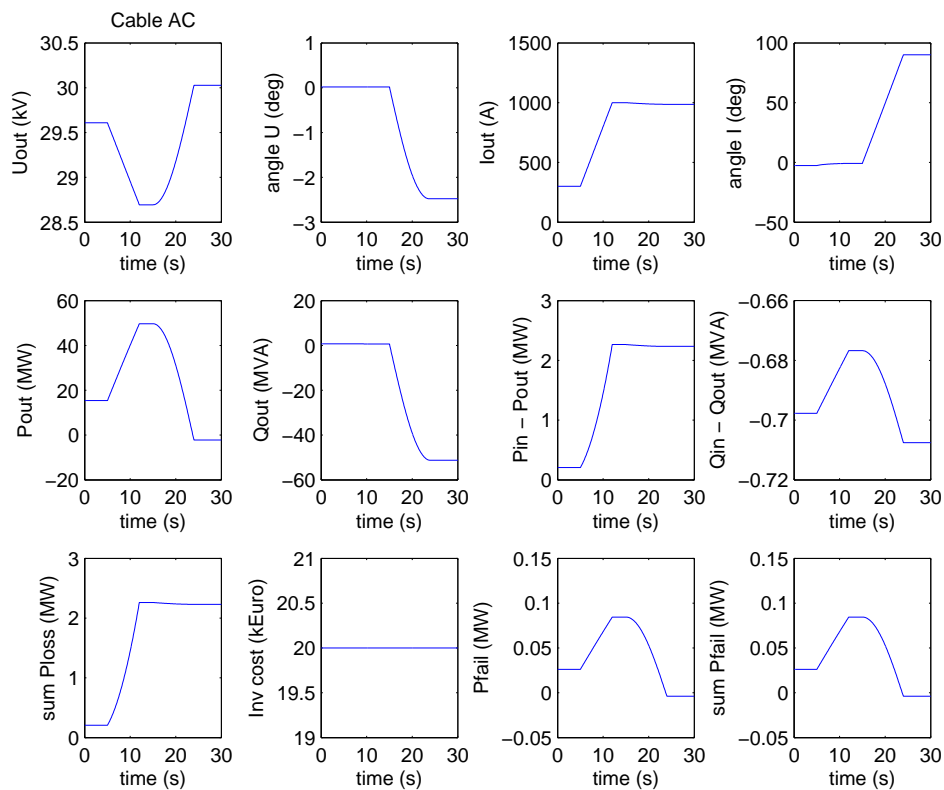 Cable AC
30.5
30
29.5
29
28.5
Uout (kV)
0 10 20 30
time (s)
1
0
−1
−2
−3
angle U (deg)
0 10 20 30
time (s)
1500
1000
500
0
Iout (A)
0 10 20 30
time (s)
100
50
0
−50
angle I (deg)
0 10 20 30
time (s)
60
40
20
0
−20
Pout (MW)
0 10 20 30
time (s)
20
0
−20
−40
−60
Qout (MVA)
0 10 20 30
time (s)
3
2
1
0
Pin − Pout (MW)
0 10 20 30
time (s)
−0.66
−0.68
−0.7
−0.72
Qin − Qout (MVA)
0 10 20 30
time (s)
3
2
1
0
sum Ploss (MW)
0 10 20 30
time (s)
21
20.5
20
19.5
19
Inv cost (kEuro)
0 10 20 30
time (s)
0.15
0.1
0.05
0
−0.05
Pfail (MW)
0 10 20 30
time (s)
0.15
0.1
0.05
0
−0.05
sum Pfail (MW)
0 10 20 30
time (s)